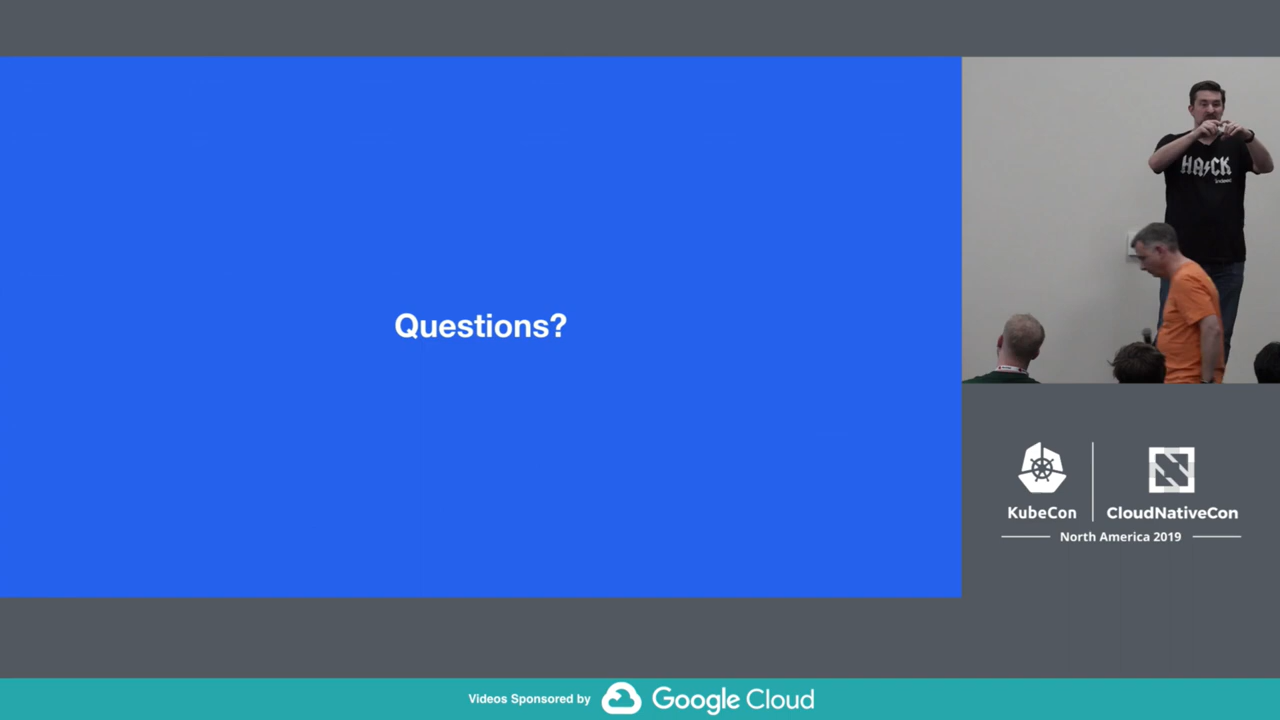 Questions?
HACK
KubeCon
CloudNativeCon
North America 2019
Videos Sponsored by
Google Cloud